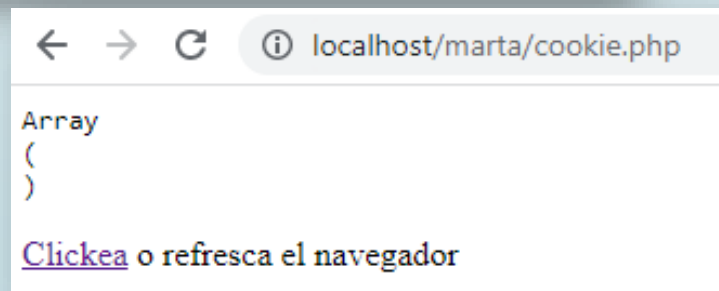 localhost/marta/cookie.php
Array
(
)
Clickea o refresca el navegador